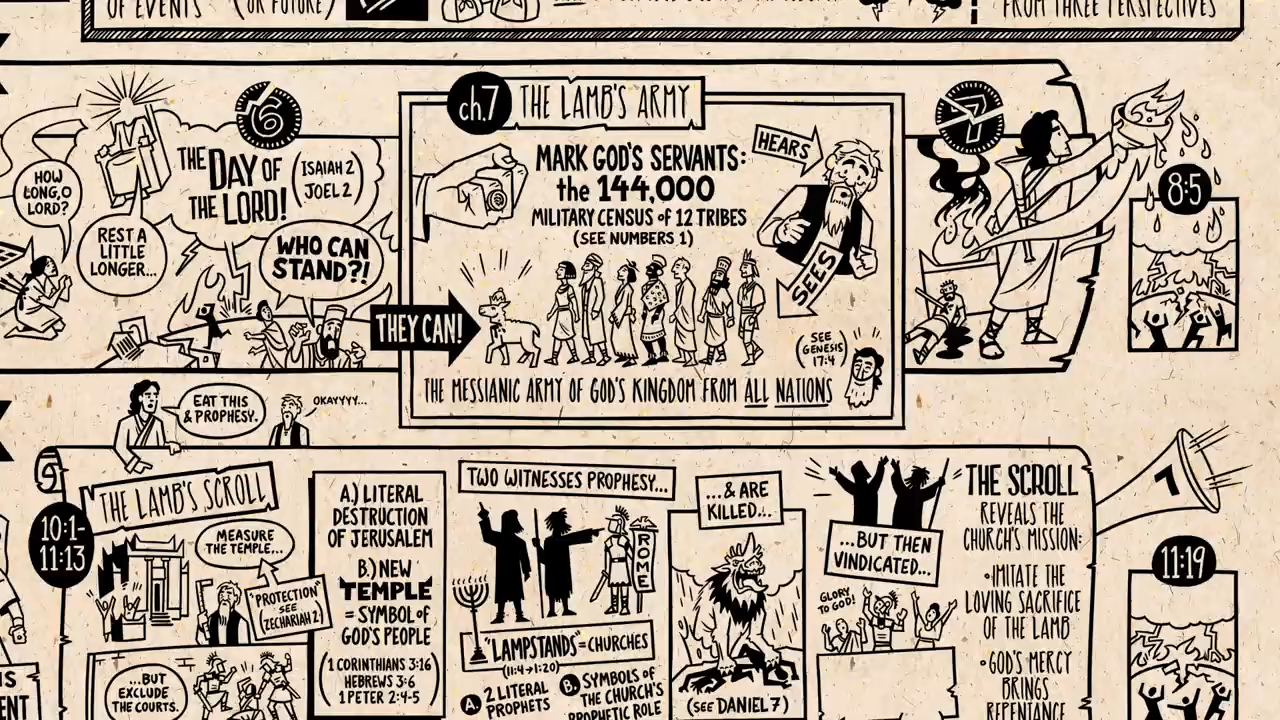 OF EVENTS
(OR FUTURE)
FROM THREE PERSPECTIVES
HOW
LONG, O
LORD?
REST A
LITTLE
LONGER...
6
THE DAY OF
THE LORD!
(ISAIAH 2
JOEL 2)
WHO CAN
STAND?!
THEY CAN!
ch.7 THE LAMB'S ARMY
MARK GOD'S SERVANTS:
the 144,000
MILITARY CENSUS of 12 TRIBES
(SEE NUMBERS 1)
HEARS
SEES
(SEE
GENESIS
17:4)
THE MESSIANIC ARMY OF GOD'S KINGDOM FROM ALL NATIONS
7
8:5
EAT THIS
& PROPHESY.
OKAYYYY...
THE LAMB'S SCROLL
10:1-
11:13
MEASURE
THE TEMPLE...
"PROTECTION"
SEE
(ZECHARIAH 2)
...BUT
EXCLUDE
THE COURTS.
A.) LITERAL
DESTRUCTION
OF JERUSALEM
B.) NEW
TEMPLE
= SYMBOL of
GOD'S PEOPLE
(1 CORINTHIANS 3:16
HEBREWS 3:6
1 PETER 2:4-5)
TWO WITNESSES PROPHESY...
ROME
"LAMPSTANDS" = CHURCHES
(11:4→1:20)
A 2 LITERAL
PROPHETS
B SYMBOLS of
THE CHURCH'S
PROPHETIC ROLE
...& ARE
KILLED...
(SEE DANIEL 7)
...BUT THEN
VINDICATED...
GLORY
TO GOD!
THE SCROLL
REVEALS THE
CHURCH'S MISSION:
•IMITATE THE
LOVING SACRIFICE
OF THE LAMB
•GOD'S MERCY
BRINGS
REPENTANCE
7
11:19